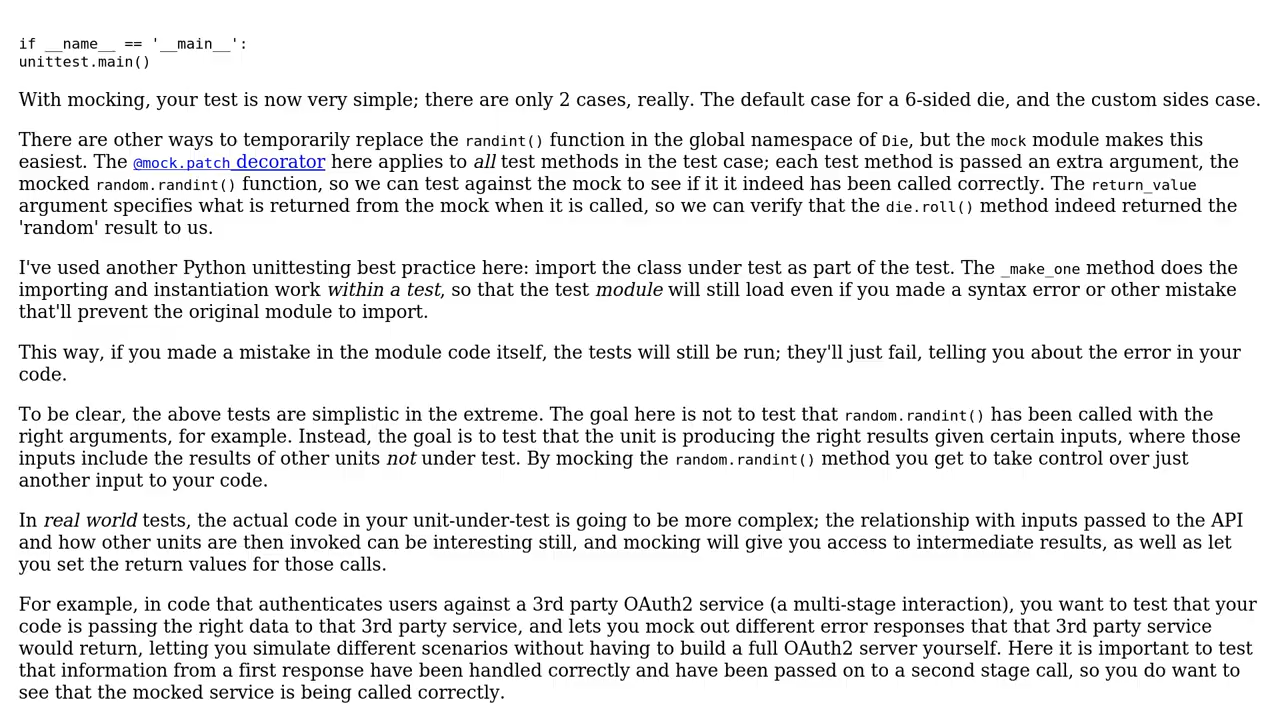 if __name__ == '__main__':
unittest.main()
With mocking, your test is now very simple; there are only 2 cases, really. The default case for a 6-sided die, and the custom sides case.
There are other ways to temporarily replace the randint() function in the global namespace of Die, but the mock module makes this
easiest. The @mock.patch decorator here applies to all test methods in the test case; each test method is passed an extra argument, the
mocked random.randint() function, so we can test against the mock to see if it it indeed has been called correctly. The return_value
argument specifies what is returned from the mock when it is called, so we can verify that the die.roll() method indeed returned the
'random' result to us.
I've used another Python unittesting best practice here: import the class under test as part of the test. The _make_one method does the
importing and instantiation work within a test, so that the test module will still load even if you made a syntax error or other mistake
that'll prevent the original module to import.
This way, if you made a mistake in the module code itself, the tests will still be run; they'll just fail, telling you about the error in your
code.
To be clear, the above tests are simplistic in the extreme. The goal here is not to test that random.randint() has been called with the
right arguments, for example. Instead, the goal is to test that the unit is producing the right results given certain inputs, where those
inputs include the results of other units not under test. By mocking the random.randint() method you get to take control over just
another input to your code.
In real world tests, the actual code in your unit-under-test is going to be more complex; the relationship with inputs passed to the API
and how other units are then invoked can be interesting still, and mocking will give you access to intermediate results, as well as let
you set the return values for those calls.
For example, in code that authenticates users against a 3rd party OAuth2 service (a multi-stage interaction), you want to test that your
code is passing the right data to that 3rd party service, and lets you mock out different error responses that that 3rd party service
would return, letting you simulate different scenarios without having to build a full OAuth2 server yourself. Here it is important to test
that information from a first response have been handled correctly and have been passed on to a second stage call, so you do want to
see that the mocked service is being called correctly.